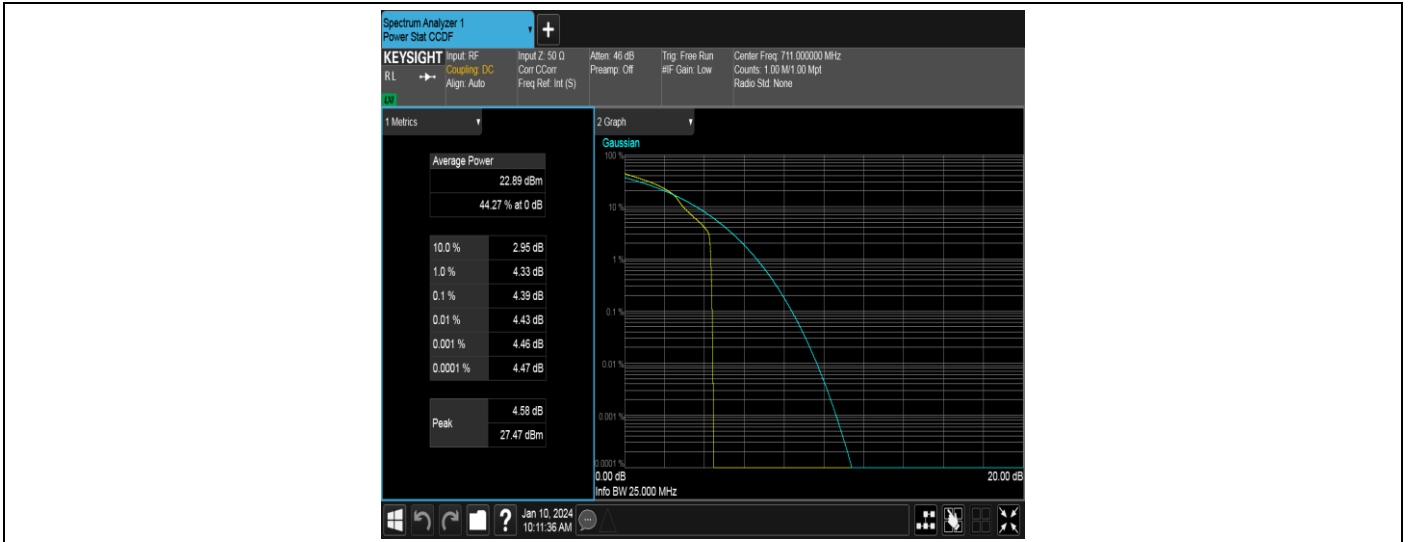 Spectrum Analyzer 1
Power Stat CCDF
+
KEYSIGHT
RL
LXI
Input: RF
Coupling: DC
Align: Auto
Input Z: 50 Ω
Corr CCorr
Freq Ref: Int (S)
Atten: 46 dB
Preamp: Off
Trig: Free Run
#IF Gain: Low
Center Freq: 711.000000 MHz
Counts: 1.00 M/1.00 Mpt
Radio Std: None
1 Metrics
Average Power
22.89 dBm
44.27 % at 0 dB
10.0 % 2.95 dB
1.0 % 4.33 dB
0.1 % 4.39 dB
0.01 % 4.43 dB
0.001 % 4.46 dB
0.0001 % 4.47 dB
Peak
4.58 dB
27.47 dBm
2 Graph
Gaussian
100 %
10 %
1 %
0.1 %
0.01 %
0.001 %
0.0001 %
0.00 dB
20.00 dB
Info BW 25.000 MHz
?
Jan 10, 2024
10:11:36 AM